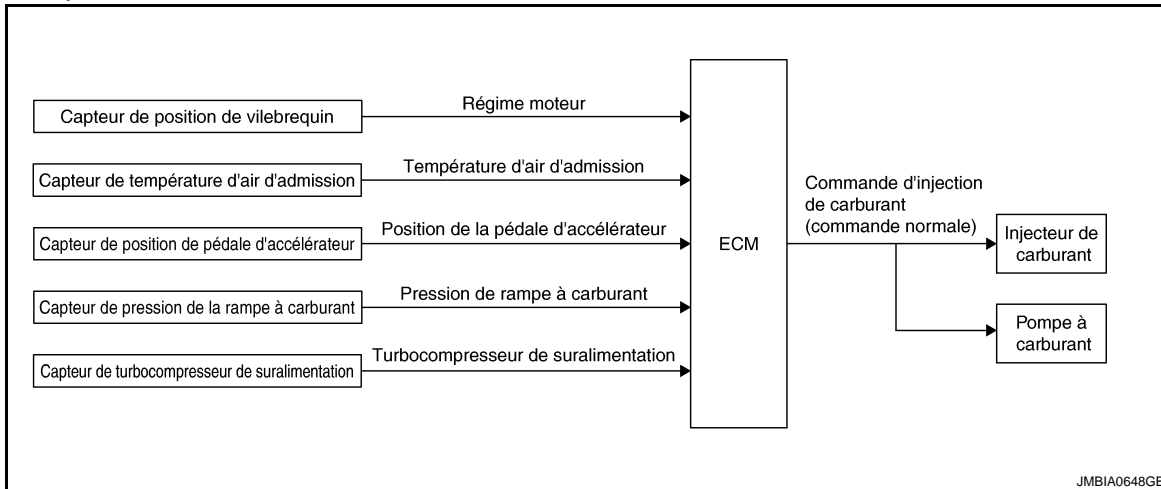 Capteur de position de vilebrequin
Régime moteur
Capteur de température d'air d'admission
Température d'air d'admission
Capteur de position de pédale d'accélérateur
Position de la pédale d'accélérateur
Capteur de pression de la rampe à carburant
Pression de rampe à carburant
Capteur de turbocompresseur de suralimentation
Turbocompresseur de suralimentation
ECM
Commande d'injection
de carburant
(commande normale)
Injecteur de
carburant
Pompe à
carburant